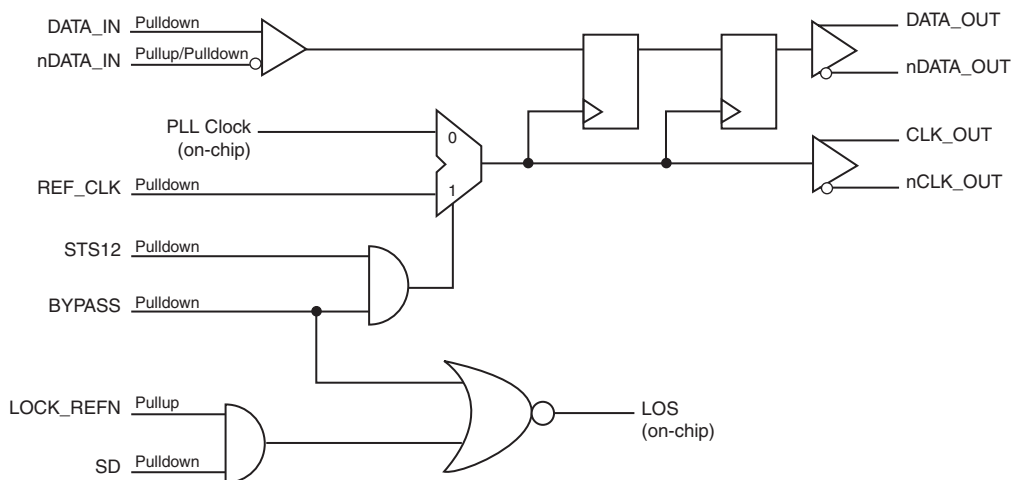 DATA_IN Pulldown
nDATA_IN Pullup/Pulldown
DATA_OUT
nDATA_OUT
PLL Clock
(on-chip)
0
REF_CLK Pulldown
1
CLK_OUT
nCLK_OUT
STS12 Pulldown
BYPASS Pulldown
LOCK_REFN Pullup
SD Pulldown
LOS
(on-chip)